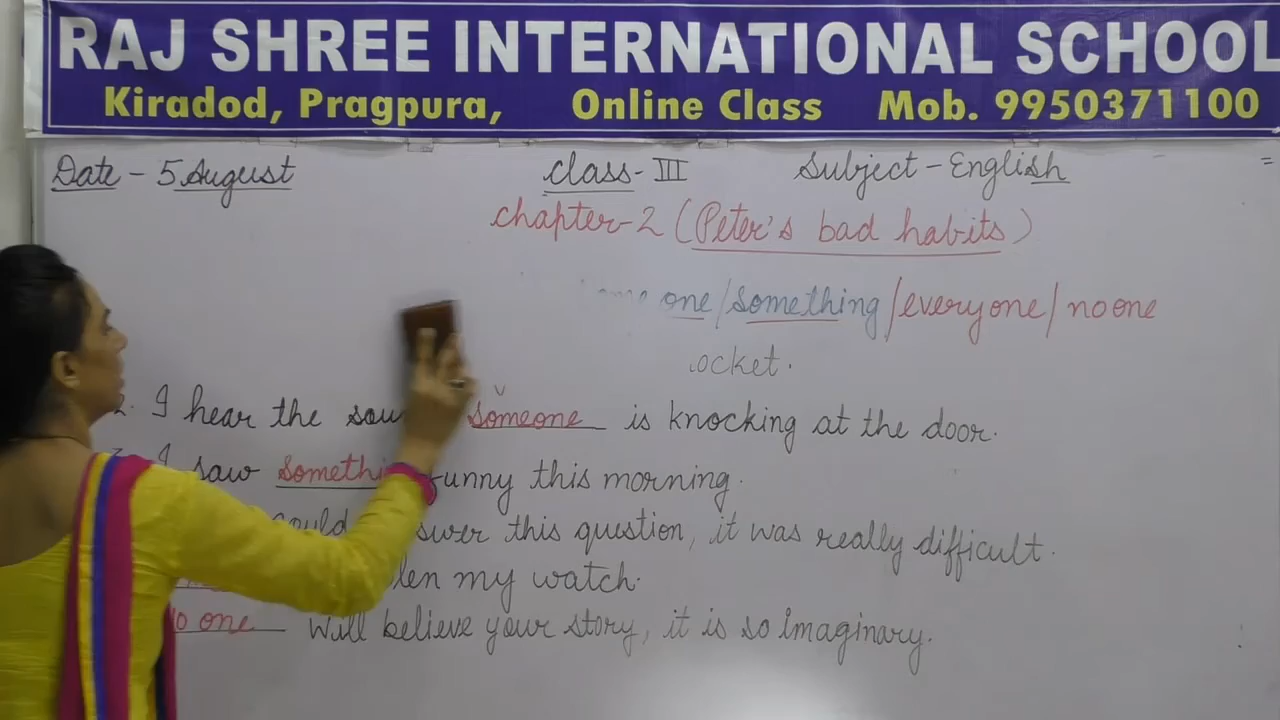 RAJ SHREE INTERNATIONAL SCHOOL
Kiradod, Pragpura, Online Class Mob. 9950371100
Date - 5 August Class - III Subject - English
chapter-2 (Peter's bad habits)
one/something/everyone/no one
ocket.
2. I hear the sou someone is knocking at the door.
3. I saw somethi funny this morning.
could swer this question, it was really difficult.
len my watch.
No one will believe your story, it is so Imaginary.